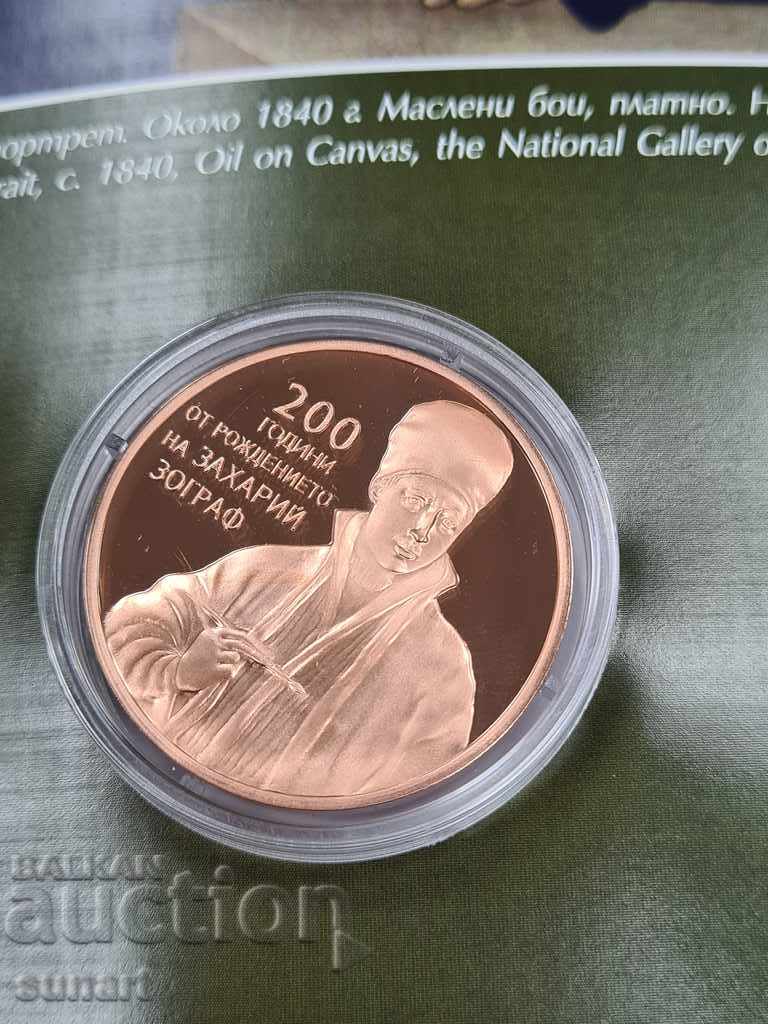 ортрет. Около 1840 г. Маслени бои, платно. Н
rait, c. 1840, Oil on Canvas, the National Gallery o
200
ГОДИНИ
ОТ РОЖДЕНИЕТО
НА ЗАХАРИЙ
ЗОГРАФ
BALKAN
auction
sunart